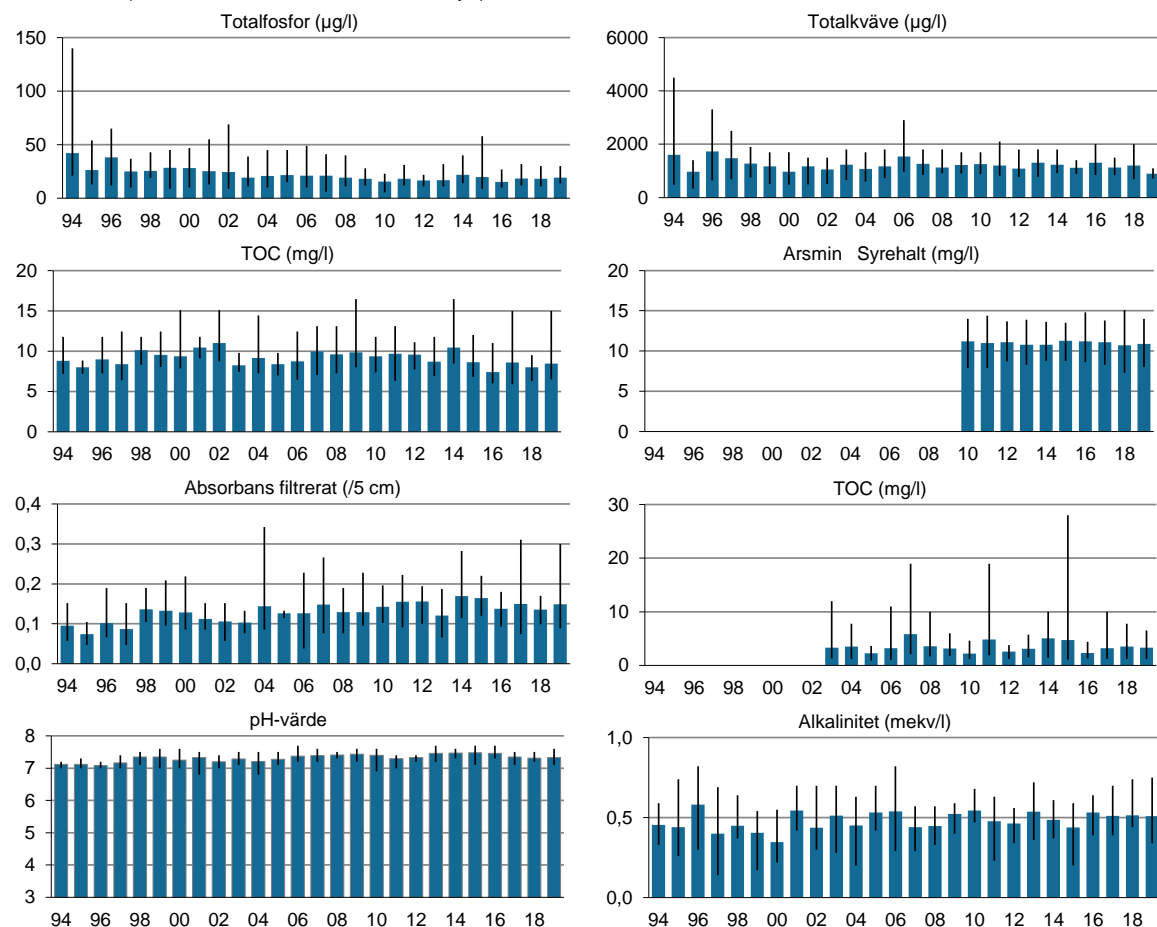 Totalfosfor (µg/l)
150
100
50
0
94 96 98 00 02 04 06 08 10 12 14 16 18
Totalkväve (µg/l)
6000
4000
2000
0
94 96 98 00 02 04 06 08 10 12 14 16 18
TOC (mg/l)
20
15
10
5
0
94 96 98 00 02 04 06 08 10 12 14 16 18
Arsmin Syrehalt (mg/l)
20
15
10
5
0
94 96 98 00 02 04 06 08 10 12 14 16 18
Absorbans filtrerat (/5 cm)
0,4
0,3
0,2
0,1
0,0
94 96 98 00 02 04 06 08 10 12 14 16 18
TOC (mg/l)
30
20
10
0
94 96 98 00 02 04 06 08 10 12 14 16 18
pH-värde
8
7
6
5
4
3
94 96 98 00 02 04 06 08 10 12 14 16 18
Alkalinitet (mekv/l)
1,0
0,5
0,0
94 96 98 00 02 04 06 08 10 12 14 16 18